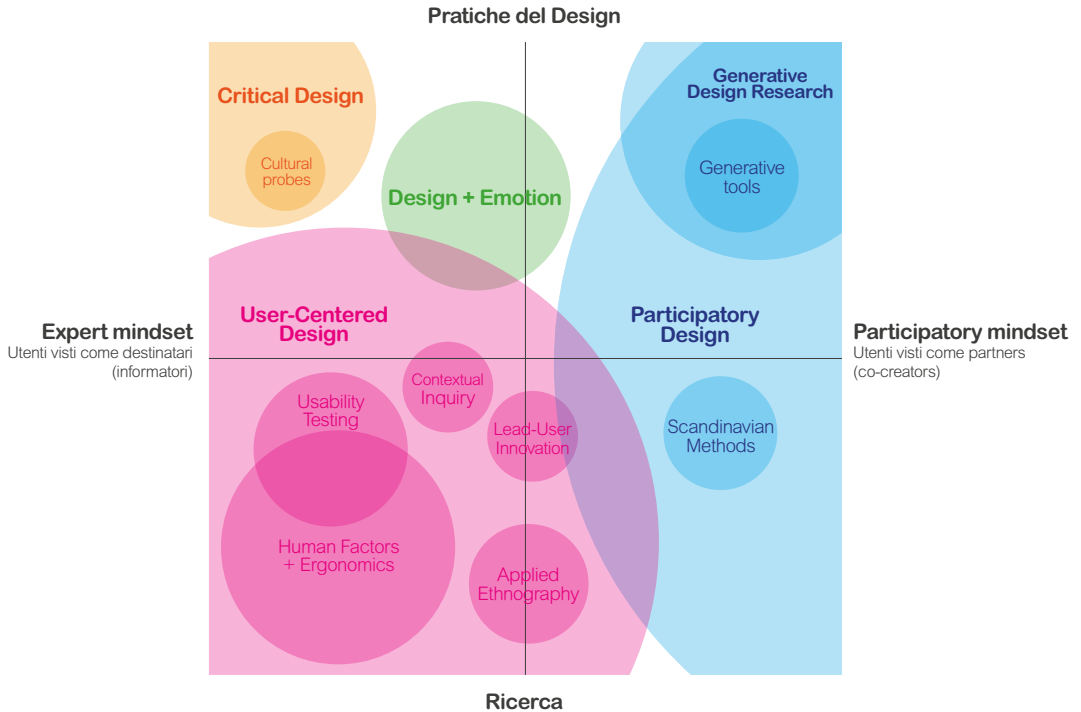 Pratiche del Design
Critical Design
Cultural
probes
Design + Emotion
Generative
Design Research
Generative
tools
User-Centered
Design
Participatory
Design
Expert mindset
Utenti visti come destinatari
(informatori)
Participatory mindset
Utenti visti come partners
(co-creators)
Contextual
Inquiry
Usability
Testing
Lead-User
Innovation
Scandinavian
Methods
Human Factors
+ Ergonomics
Applied
Ethnography
Ricerca